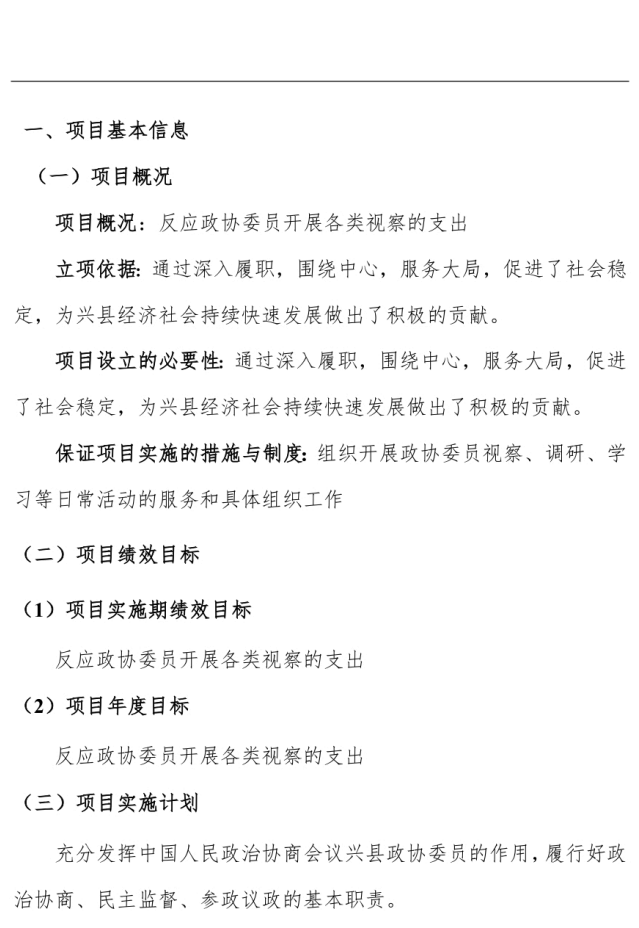 一、项目基本信息
（一）项目概况
项目概况：反应政协委员开展各类视察的支出
立项依据：通过深入履职，围绕中心，服务大局，促进了社会稳
定，为兴县经济社会持续快速发展做出了积极的贡献。
项目设立的必要性：通过深入履职，围绕中心，服务大局，促进
了社会稳定，为兴县经济社会持续快速发展做出了积极的贡献。
保证项目实施的措施与制度：组织开展政协委员视察、调研、学
习等日常活动的服务和具体组织工作
（二）项目绩效目标
（1）项目实施期绩效目标
反应政协委员开展各类视察的支出
（2）项目年度目标
反应政协委员开展各类视察的支出
（三）项目实施计划
充分发挥中国人民政治协商会议兴县政协委员的作用，履行好政
治协商、民主监督、参政议政的基本职责。